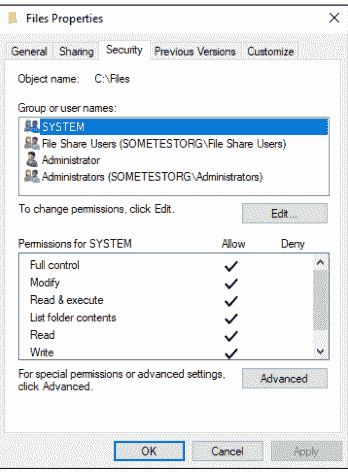 Files Properties
General Sharing Security Previous Versions Customize
Object name: C:\Files
Group or user names:
SYSTEM
File Share Users (SOMETESTORG\File Share Users)
Administrator
Administrators (SOMETESTORG\Administrators)
To change permissions, click Edit.
Edit...
Permissions for SYSTEM Allow Deny
Full control
Modify
Read & execute
List folder contents
Read
Write
For special permissions or advanced settings,
click Advanced.
Advanced
OK Cancel Apply